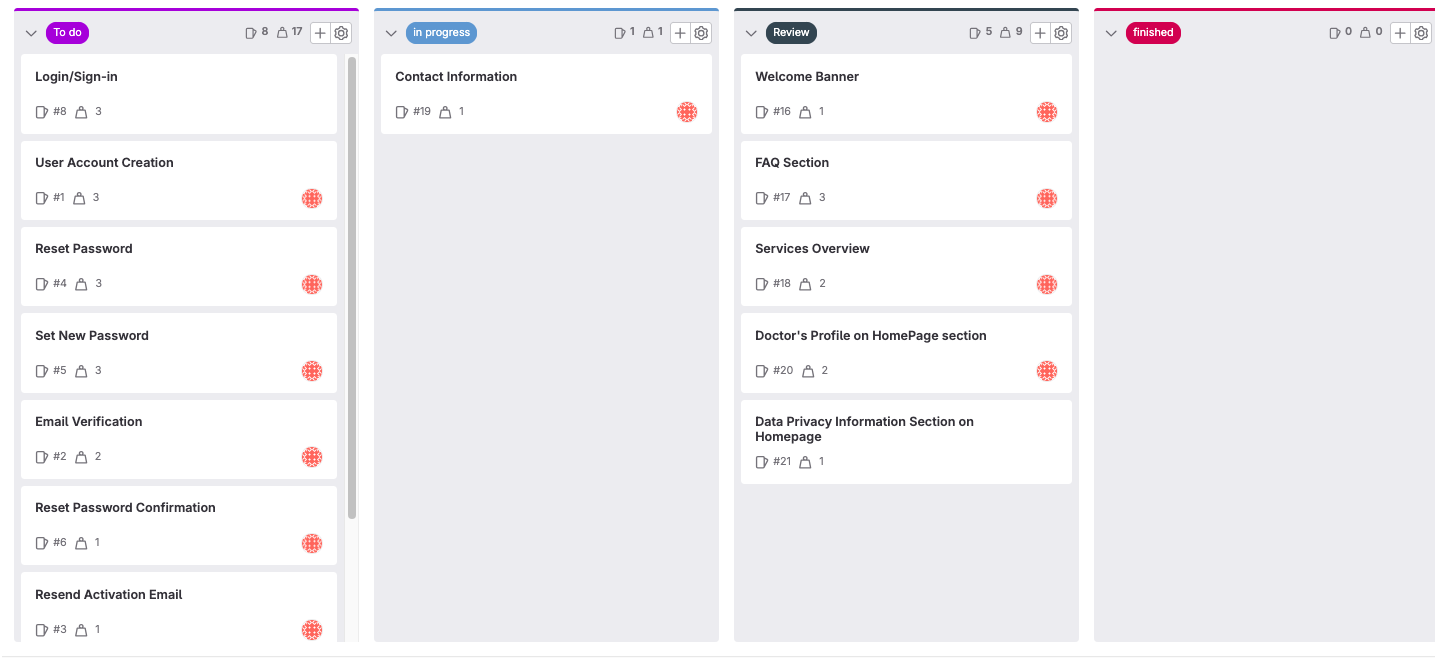 To do 8 17
Login/Sign-in
#8 3
User Account Creation
#1 3
Reset Password
#4 3
Set New Password
#5 3
Email Verification
#2 2
Reset Password Confirmation
#6 1
Resend Activation Email
#3 1
in progress 1 1
Contact Information
#19 1
Review 5 9
Welcome Banner
#16 1
FAQ Section
#17 3
Services Overview
#18 2
Doctor's Profile on HomePage section
#20 2
Data Privacy Information Section on
Homepage
#21 1
finished 0 0